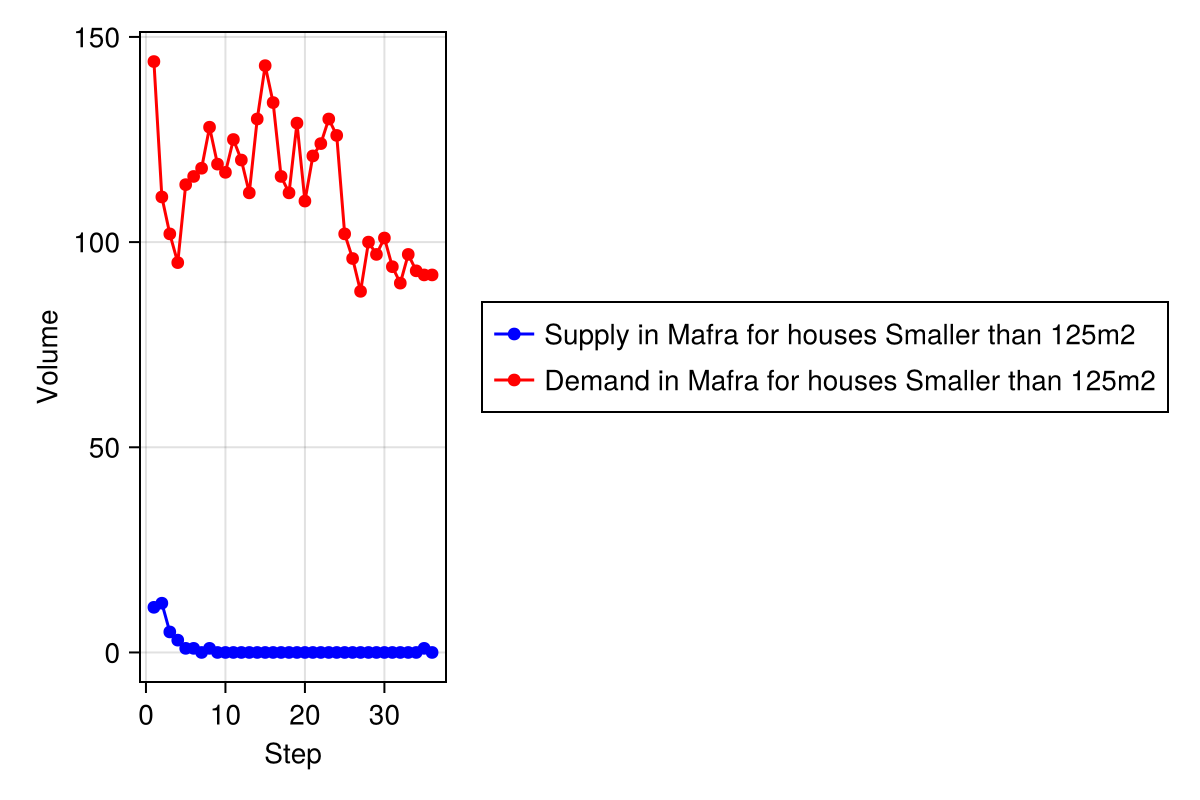 150
100
50
0
Volume
0 10 20 30
Step
Supply in Mafra for houses Smaller than 125m2
Demand in Mafra for houses Smaller than 125m2